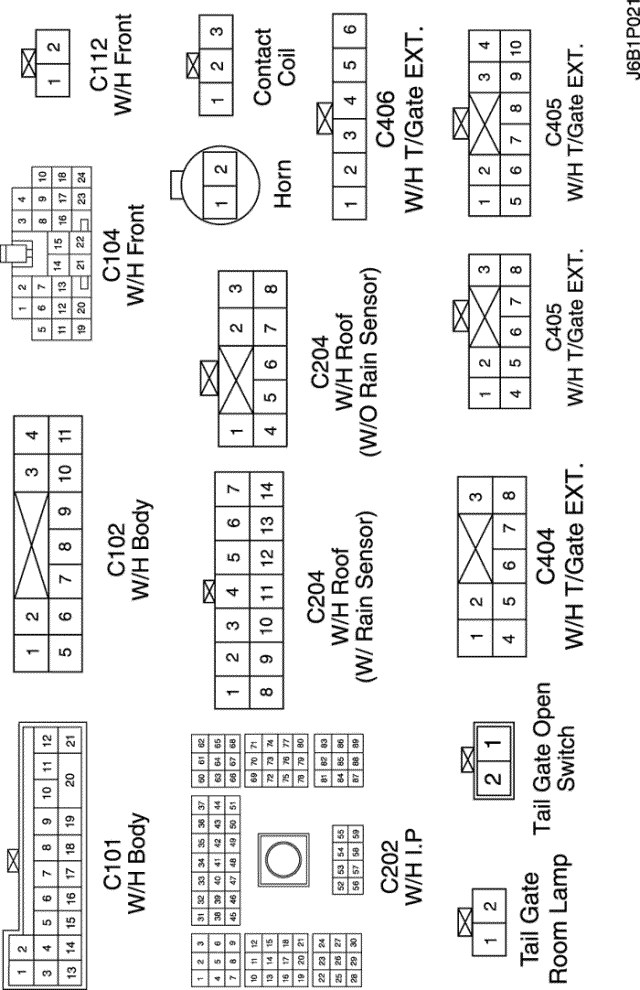 1 2
3 4 5 6 7 8 9 10 11 12
13 14 15 16 17 18 19 20 21
C101
W/H Body
1 2 3 4
5 6 7 8 9 10 11
C102
W/H Body
1 2 3 4
5 6 7 8 9 10
11 12 13 14 15 16 17 18
19 20 21 22 23 24
C104
W/H Front
1 2
C112
W/H Front
1 2 3
4 5 6
7 8 9
10 11 12
13 14 15
16 17 18
19 20 21
22 23 24
25 26 27
28 29 30
31 32 33 34 35 36 37
38 39 40 41 42 43 44
45 46 47 48 49 50 51
52 53 54 55
56 57 58 59
60 61 62
63 64 65
66 67 68
69 70 71
72 73 74
75 76 77
78 79 80
81 82 83
84 85 86
87 88 89
C202
W/H I.P
1 2 3 4 5 6 7
8 9 10 11 12 13 14
C204
W/H Roof
(W/ Rain Sensor)
1 2 3
4 5 6 7 8
C204
W/H Roof
(W/O Rain Sensor)
1 2
Horn
1 2 3
Contact
Coil
1 2 3 4 5 6
C406
W/H T/Gate EXT.
1 2
Tail Gate
Room Lamp
2 1
Tail Gate Open
Switch
1 2 3
4 5 6 7 8
C404
W/H T/Gate EXT.
1 2 3
4 5 6 7 8
C405
W/H T/Gate EXT.
1 2 3 4
5 6 7 8 9 10
C405
W/H T/Gate EXT.
J6B1P021